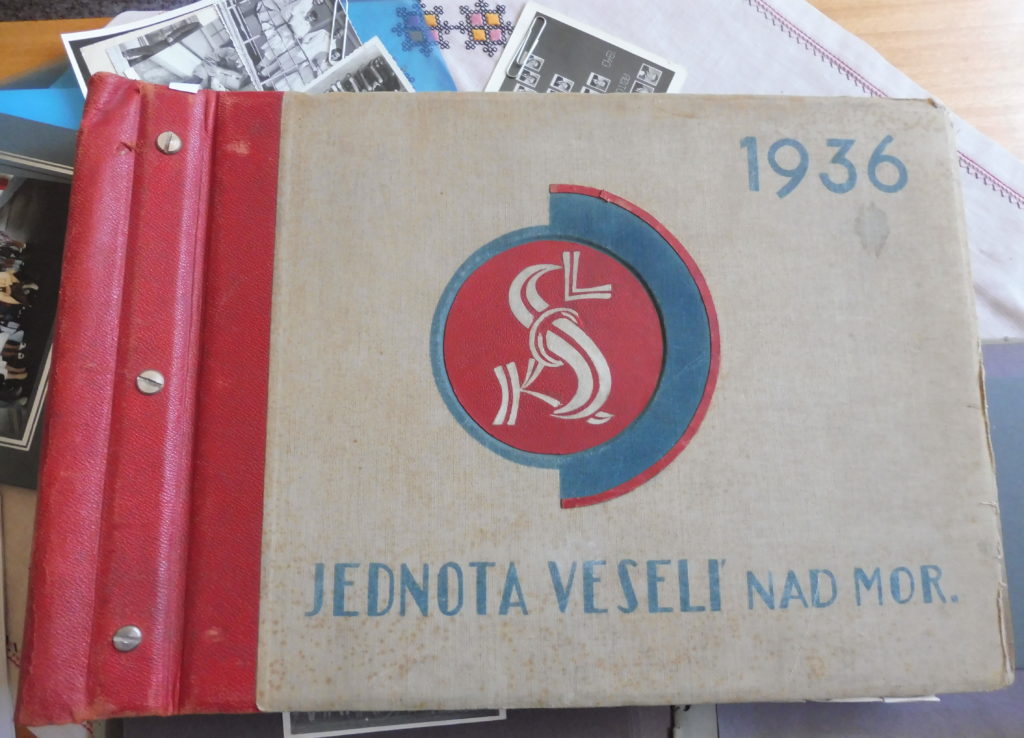 1936
JEDNOTA VESELÍ NAD MOR.